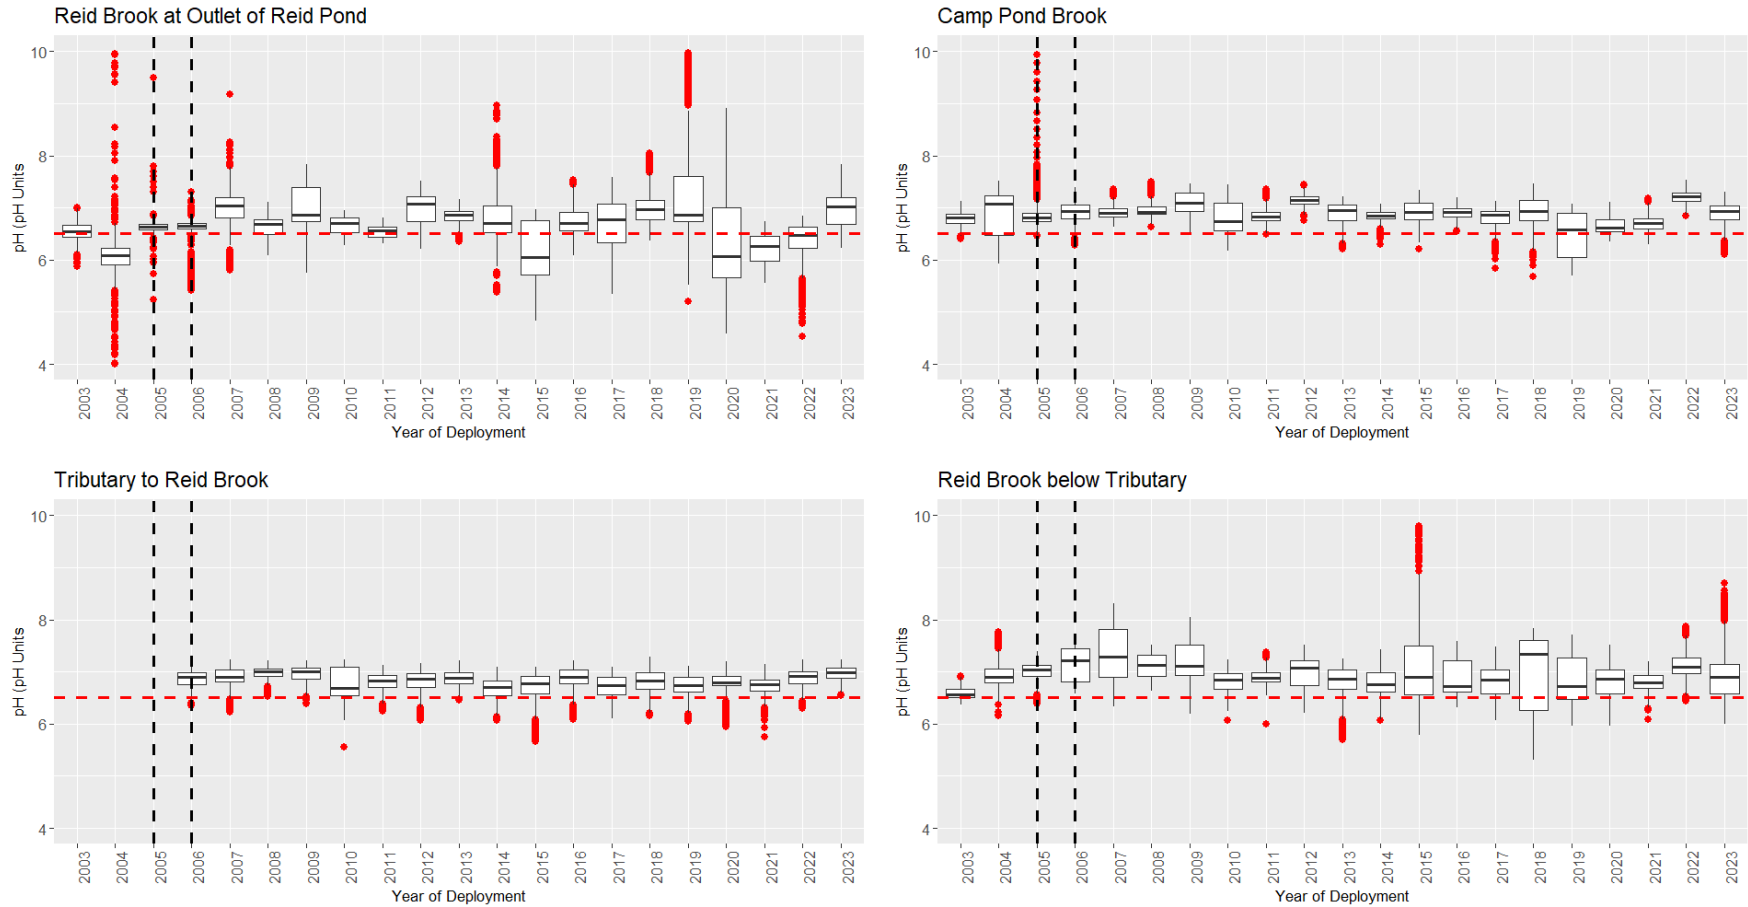 Reid Brook at Outlet of Reid Pond
10
8
6
4
pH (pH Units
2003 2004 2005 2006 2007 2008 2009 2010 2011 2012 2013 2014 2015 2016 2017 2018 2019 2020 2021 2022 2023
Year of Deployment
Camp Pond Brook
10
8
6
4
pH (pH Units
2003 2004 2005 2006 2007 2008 2009 2010 2011 2012 2013 2014 2015 2016 2017 2018 2019 2020 2021 2022 2023
Year of Deployment
Tributary to Reid Brook
10
8
6
4
pH (pH Units
2003 2004 2005 2006 2007 2008 2009 2010 2011 2012 2013 2014 2015 2016 2017 2018 2019 2020 2021 2022 2023
Year of Deployment
Reid Brook below Tributary
10
8
6
4
pH (pH Units
2003 2004 2005 2006 2007 2008 2009 2010 2011 2012 2013 2014 2015 2016 2017 2018 2019 2020 2021 2022 2023
Year of Deployment